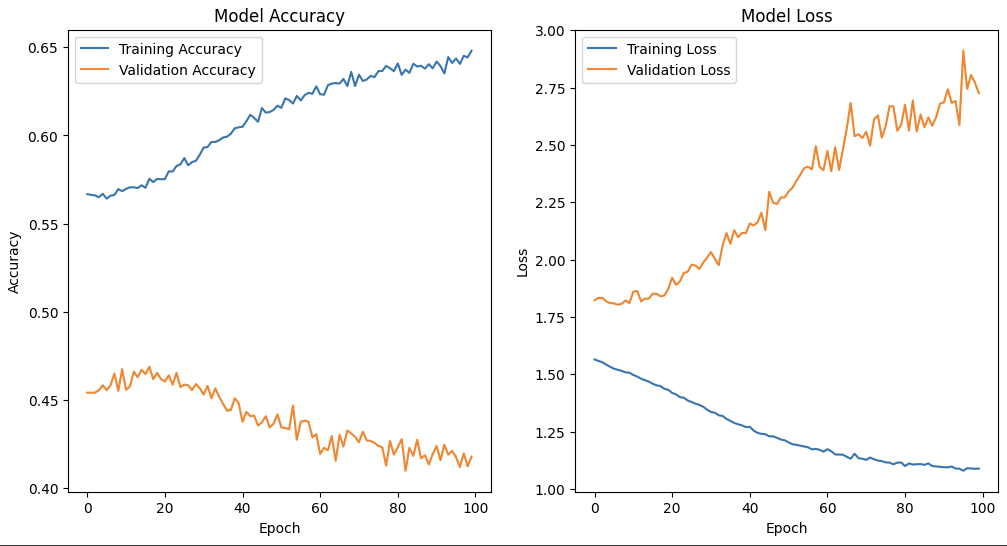 Model Accuracy
Training Accuracy
Validation Accuracy
Accuracy
0.65
0.60
0.55
0.50
0.45
0.40
0 20 40 60 80 100
Epoch
Model Loss
Training Loss
Validation Loss
Loss
3.00
2.75
2.50
2.25
2.00
1.75
1.50
1.25
1.00
0 20 40 60 80 100
Epoch